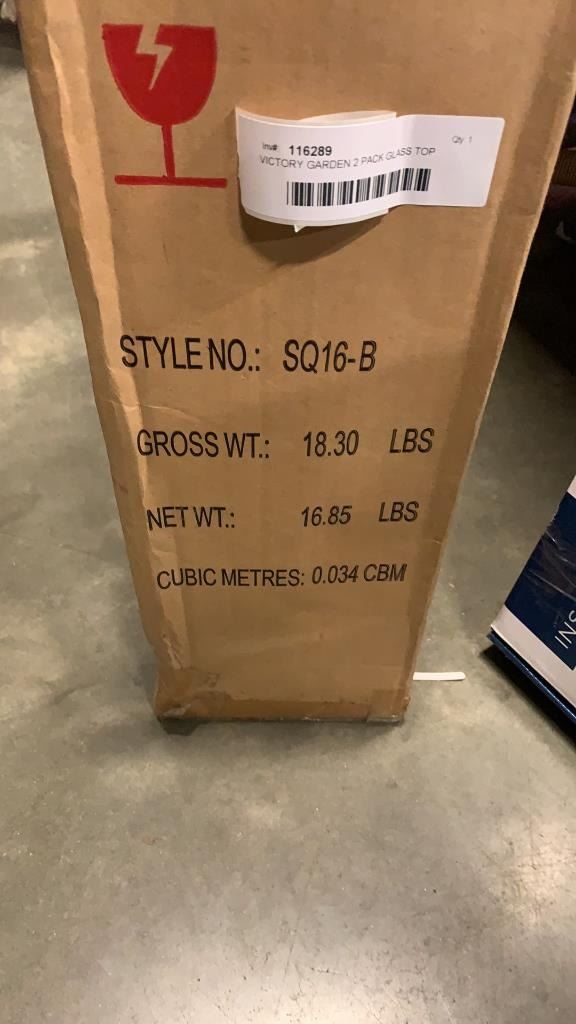 Inv# 116289 Qty: 1
VICTORY GARDEN 2 PACK GLASS TOP
STYLE NO.: SQ16-B
GROSS WT.: 18.30 LBS
NET WT.: 16.85 LBS
CUBIC METRES: 0.034 CBM
SNI